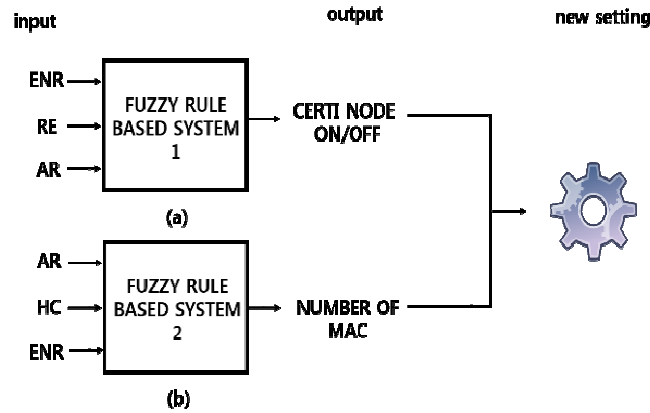 input
output
new setting
ENR
RE
AR
FUZZY RULE
BASED SYSTEM
1
CERTI NODE
ON/OFF
(a)
AR
HC
ENR
FUZZY RULE
BASED SYSTEM
2
NUMBER OF
MAC
(b)